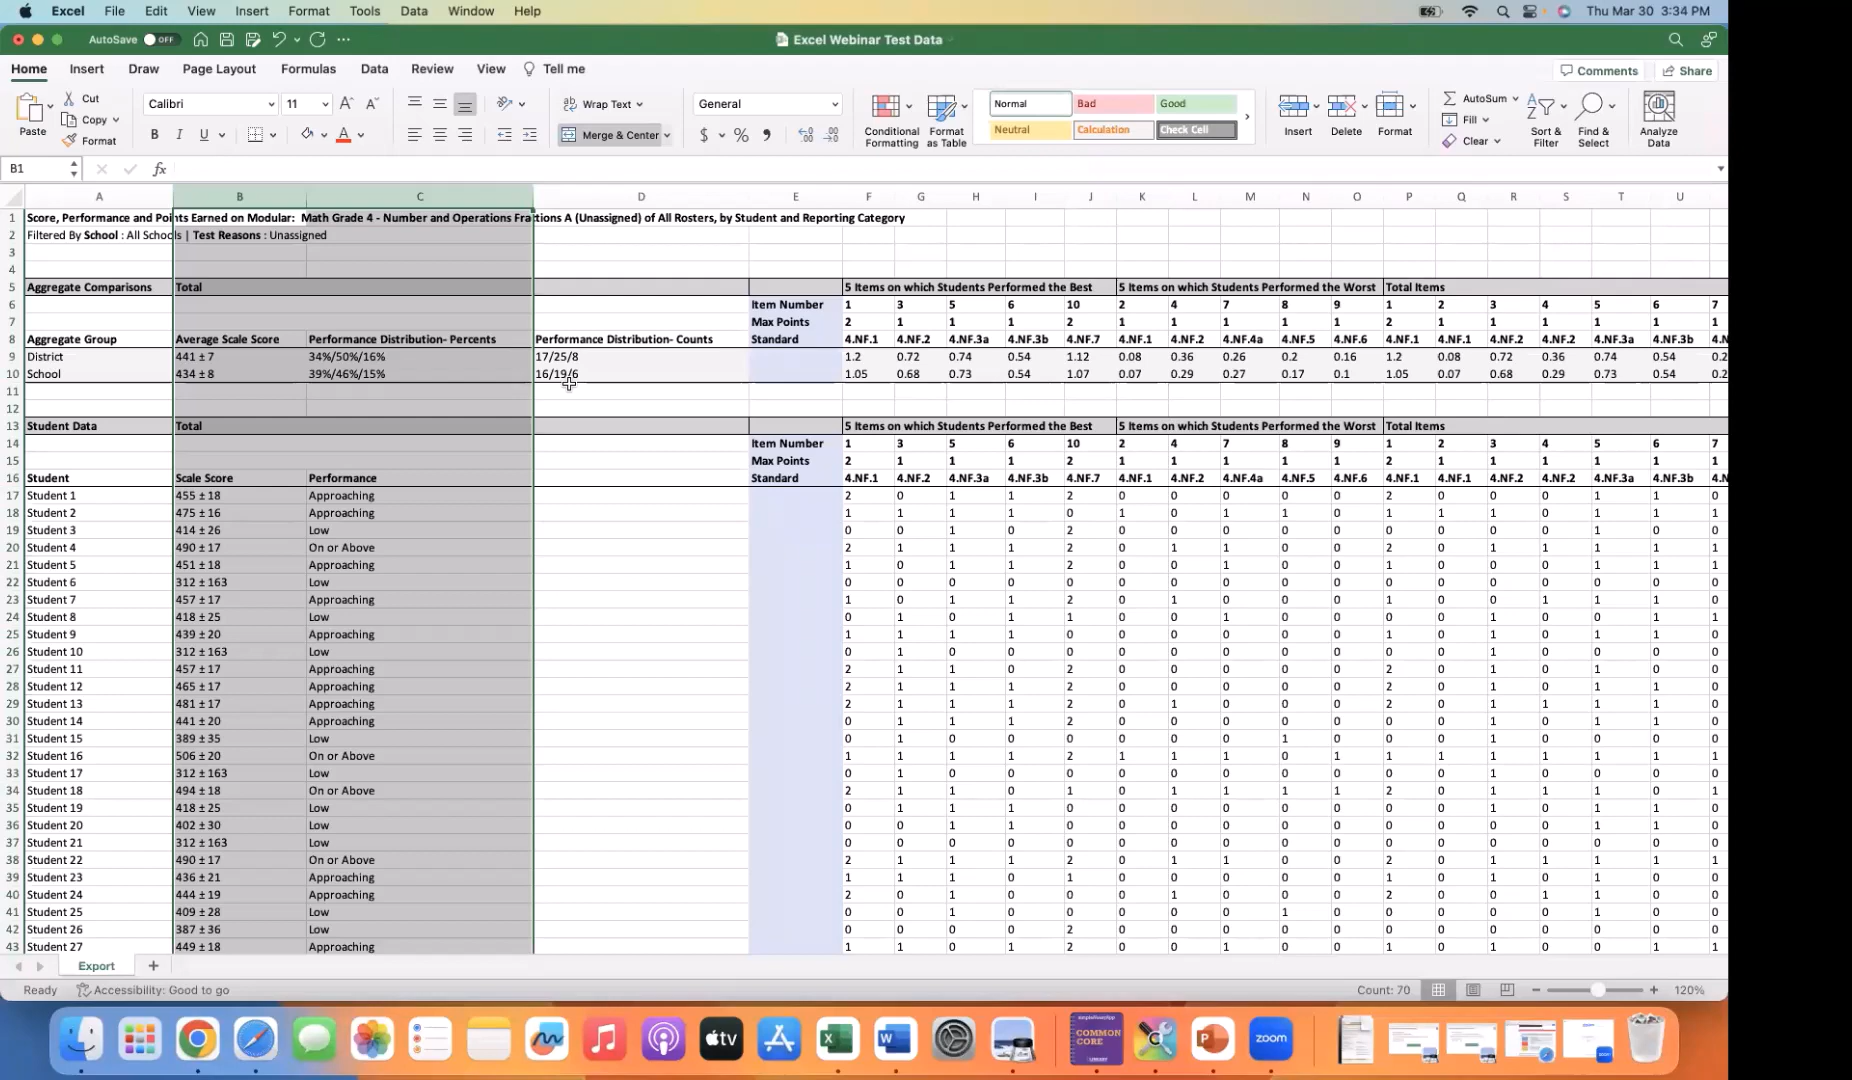 Excel File Edit View Insert Format Tools Data Window Help Thu Mar 30 3:34 PM
AutoSave OFF Excel Webinar Test Data
Home Insert Draw Page Layout Formulas Data Review View Tell me Comments Share
Paste Cut Copy Format
Calibri 11 Wrap Text General Normal Bad Good
B I U Merge & Center $ % Neutral Calculation Check Cell
Conditional Formatting Format as Table Insert Delete Format AutoSum Fill Clear Sort & Filter Find & Select Analyze Data
B1 fx
A B C D E F G H I J K L M N O P Q R S T U
1 Score, Performance and Points Earned on Modular: Math Grade 4 - Number and Operations Fractions A (Unassigned) of All Rosters, by Student and Reporting Category
2 Filtered By School : All Schools | Test Reasons : Unassigned
3
4
5 Aggregate Comparisons Total 5 Items on which Students Performed the Best 5 Items on which Students Performed the Worst Total Items
6 Item Number 1 3 5 6 10 2 4 7 8 9 1 2 3 4 5 6 7
7 Max Points 2 1 1 1 2 1 1 1 1 1 2 1 1 1 1 1 1
8 Aggregate Group Average Scale Score Performance Distribution- Percents Performance Distribution- Counts Standard 4.NF.1 4.NF.2 4.NF.3a 4.NF.3b 4.NF.7 4.NF.1 4.NF.2 4.NF.4a 4.NF.5 4.NF.6 4.NF.1 4.NF.1 4.NF.2 4.NF.2 4.NF.3a 4.NF.3b 4.N
9 District 441 ± 7 34%/50%/16% 17/25/8 1.2 0.72 0.74 0.54 1.12 0.08 0.36 0.26 0.2 0.16 1.2 0.08 0.72 0.36 0.74 0.54 0.2
10 School 434 ± 8 39%/46%/15% 16/19/6 1.05 0.68 0.73 0.54 1.07 0.07 0.29 0.27 0.17 0.1 1.05 0.07 0.68 0.29 0.73 0.54 0.2
11
12
13 Student Data Total 5 Items on which Students Performed the Best 5 Items on which Students Performed the Worst Total Items
14 Item Number 1 3 5 6 10 2 4 7 8 9 1 2 3 4 5 6 7
15 Max Points 2 1 1 1 2 1 1 1 1 1 2 1 1 1 1 1 1
16 Student Scale Score Performance Standard 4.NF.1 4.NF.2 4.NF.3a 4.NF.3b 4.NF.7 4.NF.1 4.NF.2 4.NF.4a 4.NF.5 4.NF.6 4.NF.1 4.NF.1 4.NF.2 4.NF.2 4.NF.3a 4.NF.3b 4.N
17 Student 1 455 ± 18 Approaching 2 0 1 1 2 0 0 0 0 0 2 0 0 0 1 1 0
18 Student 2 475 ± 16 Approaching 1 1 1 1 0 1 0 1 1 0 1 1 1 0 1 1 1
19 Student 3 414 ± 26 Low 0 0 1 0 2 0 0 0 0 0 0 0 0 0 1 0 0
20 Student 4 490 ± 17 On or Above 2 1 1 1 2 0 1 1 0 0 2 0 1 1 1 1 1
21 Student 5 451 ± 18 Approaching 1 0 1 1 2 0 0 1 0 0 1 0 0 0 1 1 1
22 Student 6 312 ± 163 Low 0 0 0 0 0 0 0 0 0 0 0 0 0 0 0 0 0
23 Student 7 457 ± 17 Approaching 1 0 1 1 2 0 1 0 0 0 1 0 0 1 1 1 0
24 Student 8 418 ± 25 Low 0 1 0 1 1 0 0 1 0 0 0 0 1 0 0 1 1
25 Student 9 439 ± 20 Approaching 1 1 1 1 0 0 0 0 0 0 1 0 1 0 1 1 0
26 Student 10 312 ± 163 Low 0 1 0 0 0 0 0 0 0 0 0 0 1 0 0 0 0
27 Student 11 457 ± 17 Approaching 2 1 1 0 2 0 0 0 0 0 2 0 1 0 1 0 0
28 Student 12 465 ± 17 Approaching 2 1 1 1 2 0 0 0 0 0 2 0 1 0 1 1 0
29 Student 13 481 ± 17 Approaching 2 1 1 1 2 0 1 0 0 0 2 0 1 1 1 1 0
30 Student 14 441 ± 20 Approaching 0 1 1 1 2 0 0 0 0 0 0 0 1 0 1 1 0
31 Student 15 389 ± 35 Low 0 1 0 0 0 0 0 0 1 0 0 0 1 0 0 0 0
32 Student 16 506 ± 20 On or Above 1 1 1 1 2 1 1 1 0 1 1 1 1 1 1 1 1
33 Student 17 312 ± 163 Low 0 1 0 0 0 0 0 0 0 0 0 0 1 0 0 0 0
34 Student 18 494 ± 18 On or Above 2 1 1 0 1 0 1 1 1 1 2 0 1 1 1 0 1
35 Student 19 418 ± 25 Low 0 1 1 1 0 0 0 0 0 0 0 0 1 0 1 1 0
36 Student 20 402 ± 30 Low 0 0 1 1 0 0 0 0 0 0 0 0 0 0 1 1 0
37 Student 21 312 ± 163 Low 0 0 0 0 0 0 0 0 0 0 0 0 0 0 0 0 0
38 Student 22 490 ± 17 On or Above 2 1 1 1 2 0 1 1 0 0 2 0 1 1 1 1 1
39 Student 23 436 ± 21 Approaching 1 1 1 0 1 0 0 0 0 0 1 0 1 0 1 0 0
40 Student 24 444 ± 19 Approaching 2 0 1 0 0 0 1 0 0 0 2 0 0 1 1 0 0
41 Student 25 409 ± 28 Low 0 0 1 0 0 0 0 0 1 0 0 0 0 0 1 0 0
42 Student 26 387 ± 36 Low 0 0 0 0 2 0 0 0 0 0 0 0 0 0 0 0 0
43 Student 27 449 ± 18 Approaching 1 1 0 1 2 0 0 1 0 0 1 0 1 0 0 1 1
Export
Ready Accessibility: Good to go Count: 70 120%
tv X W COMMON CORE P zoom